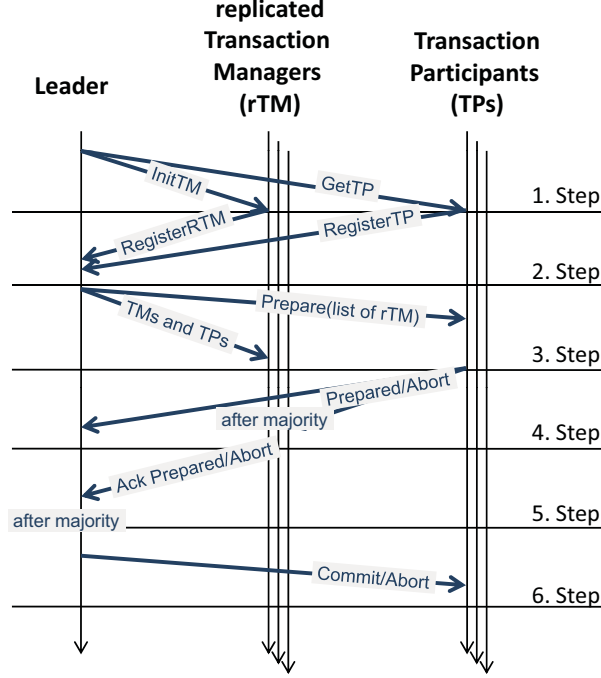 replicated
Transaction
Managers
(rTM)
Leader
Transaction
Participants
(TPs)
InitTM
GetTP
1. Step
RegisterRTM
RegisterTP
2. Step
Prepare(list of rTM)
TMs and TPs
3. Step
Prepared/Abort
after majority
4. Step
Ack Prepared/Abort
after majority
5. Step
Commit/Abort
6. Step